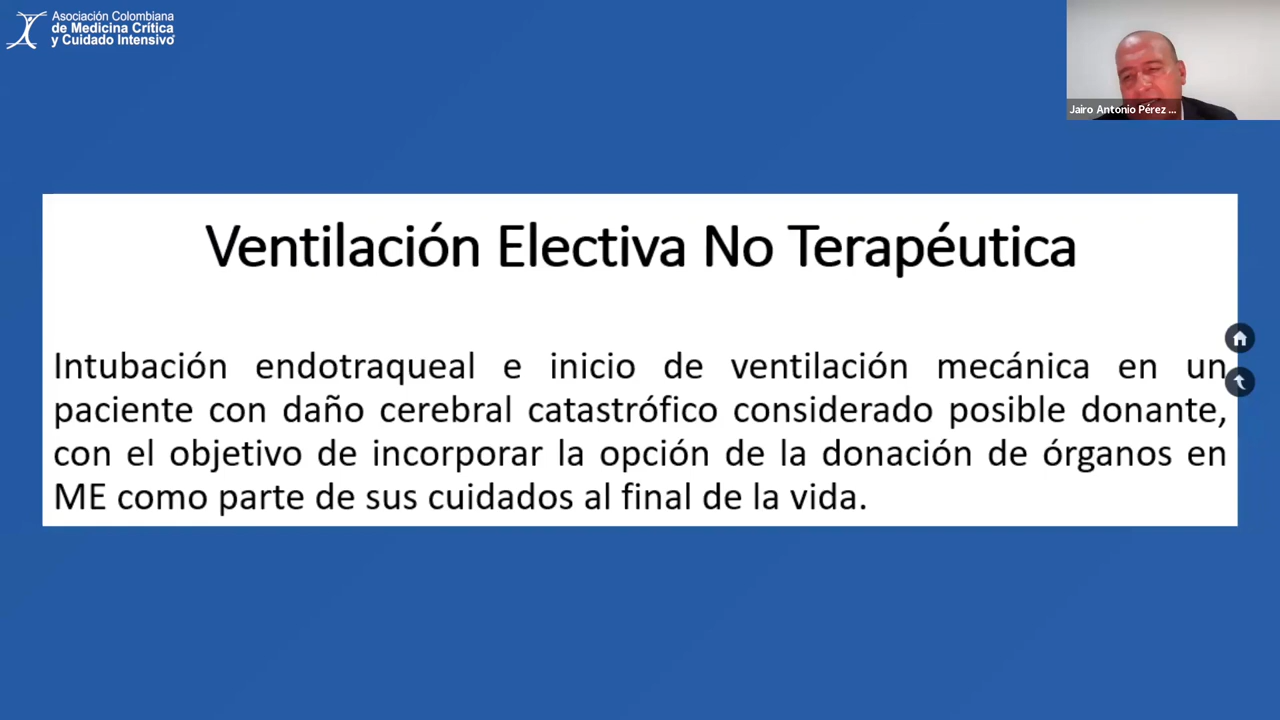 Asociación Colombiana
de Medicina Crítica
y Cuidado Intensivo
Jairo Antonio Pérez ...
Ventilación Electiva No Terapéutica
Intubación endotraqueal e inicio de ventilación mecánica en un
paciente con daño cerebral catastrófico considerado posible donante,
con el objetivo de incorporar la opción de la donación de órganos en
ME como parte de sus cuidados al final de la vida.